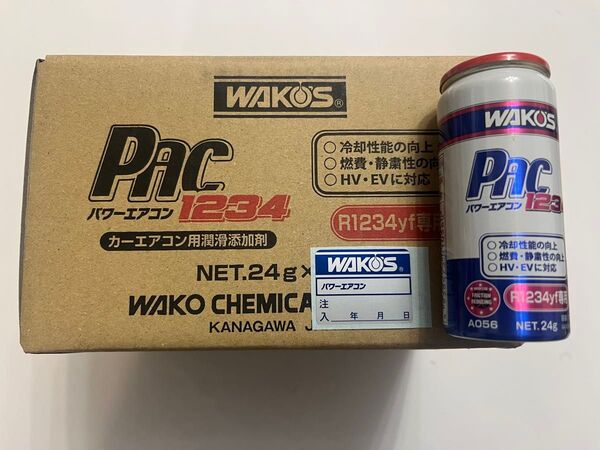 WAKO'S®
PAC
パワーエアコン 1234
カーエアコン用潤滑添加剤
○冷却性能の向上
○燃費・静粛性の向
○HV・EVに対応
R1234yf専用
NET.24g×
WAKO CHEMICA
KANAGAWA J
WAKO'S®
パワーエアコン
注
入 年 月 日
WAKO'S
PAC
パワーエアコン 123
○冷却性能の向上
○燃費・静粛性の向上
○HV・EVに対応
R1234yf専用
FRICTION
REDUCING
A056 NET.24g